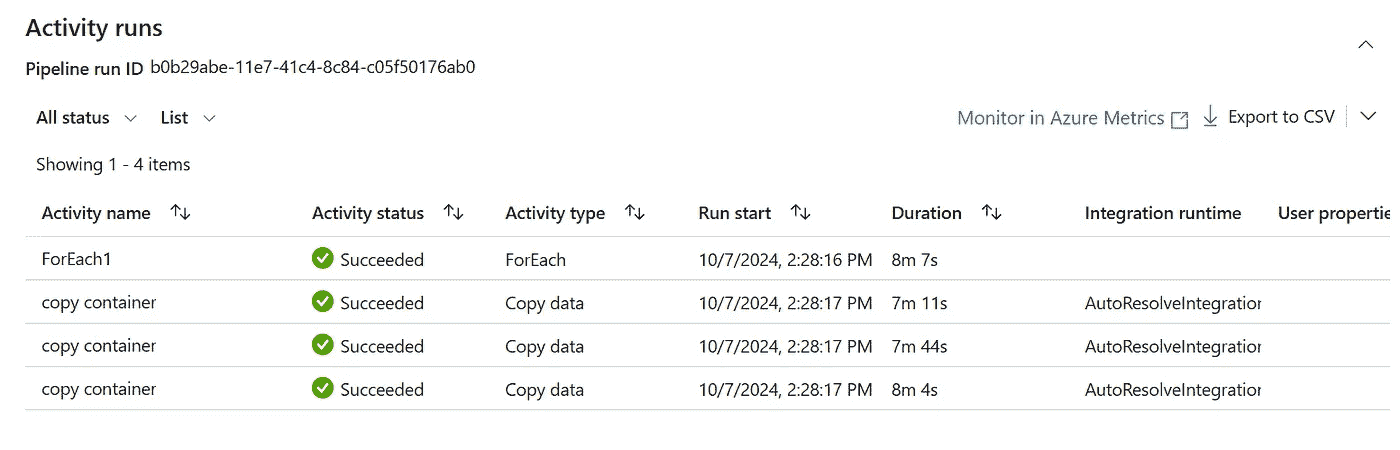 Activity runs
Pipeline run ID b0b29abe-11e7-41c4-8c84-c05f50176ab0
All status List Monitor in Azure Metrics Export to CSV
Showing 1 - 4 items
Activity name Activity status Activity type Run start Duration Integration runtime User propertie
ForEach1 Succeeded ForEach 10/7/2024, 2:28:16 PM 8m 7s
copy container Succeeded Copy data 10/7/2024, 2:28:17 PM 7m 11s AutoResolveIntegration
copy container Succeeded Copy data 10/7/2024, 2:28:17 PM 7m 44s AutoResolveIntegration
copy container Succeeded Copy data 10/7/2024, 2:28:17 PM 8m 4s AutoResolveIntegration